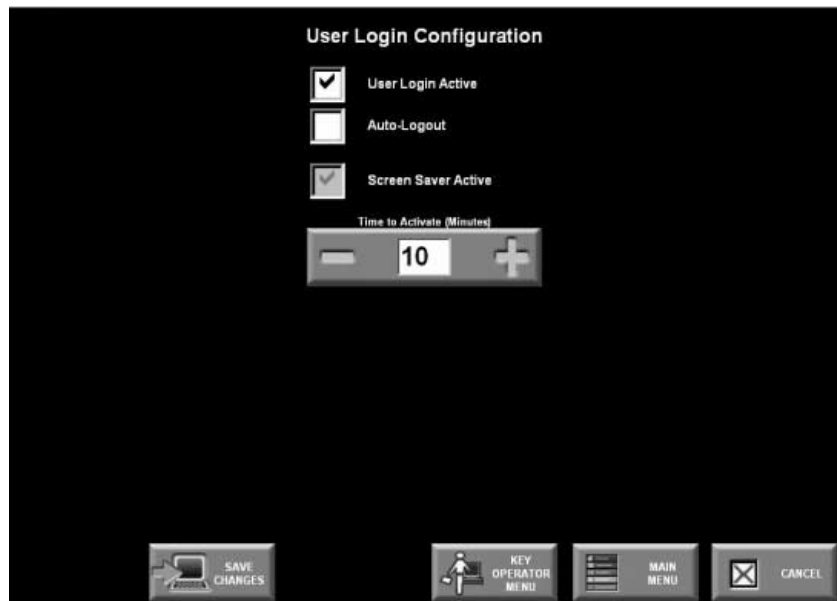 User Login Configuration
User Login Active
Auto-Logout
Screen Saver Active
Time to Activate (Minutes)
10
SAVE
CHANGES
KEY
OPERATOR
MENU
MAIN
MENU
CANCEL